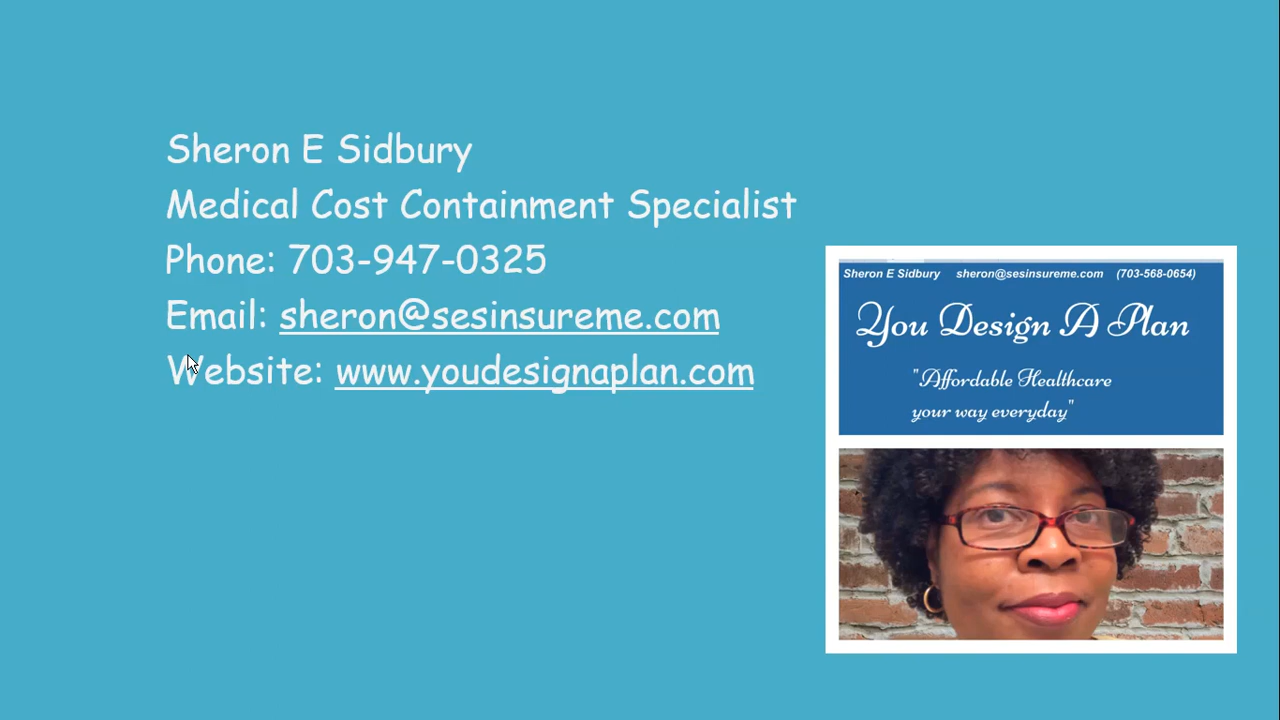 Sheron E Sidbury
Medical Cost Containment Specialist
Phone: 703-947-0325
Email: sheron@sesinsureme.com
Website: www.youdesignaplan.com
Sheron E Sidbury sheron@sesinsureme.com (703-568-0654)
You Design A Plan
"Affordable Healthcare
your way everyday"